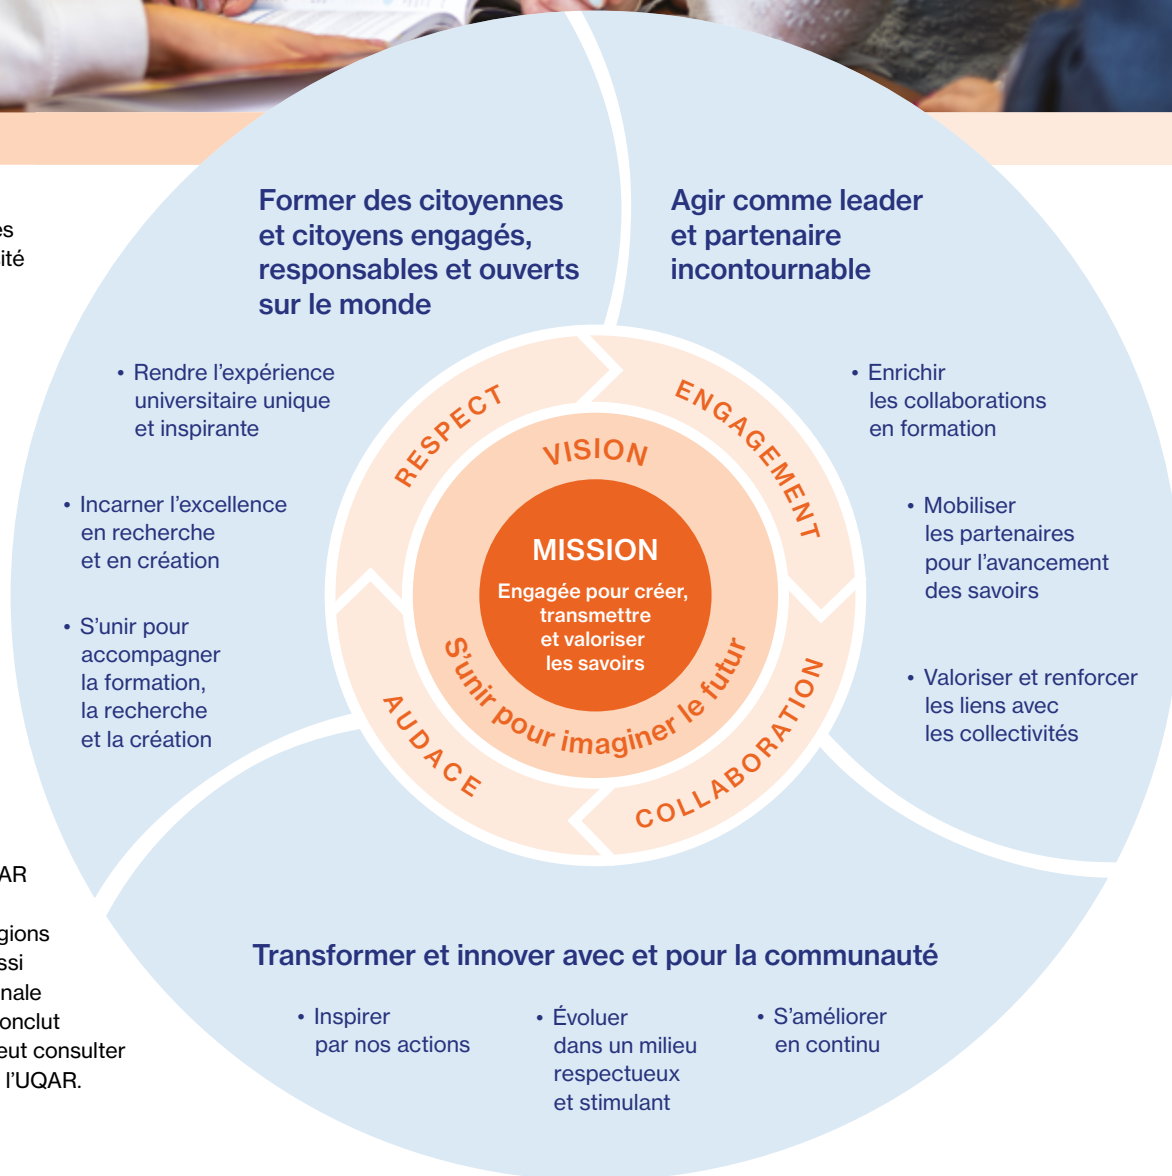 Former des citoyennes
et citoyens engagés,
responsables et ouverts
sur le monde
• Rendre l’expérience
universitaire unique
et inspirante
• Incarner l’excellence
en recherche
et en création
• S’unir pour
accompagner
la formation,
la recherche
et la création
Agir comme leader
et partenaire
incontournable
• Enrichir
les collaborations
en formation
• Mobiliser
les partenaires
pour l’avancement
des savoirs
• Valoriser et renforcer
les liens avec
les collectivités
RESPECT
ENGAGEMENT
COLLABORATION
AUDACE
VISION
S’unir pour imaginer le futur
MISSION
Engagée pour créer,
transmettre
et valoriser
les savoirs
Transformer et innover avec et pour la communauté
• Inspirer
par nos actions
• Évoluer
dans un milieu
respectueux
et stimulant
• S’améliorer
en continu
consulter
l’UQAR.